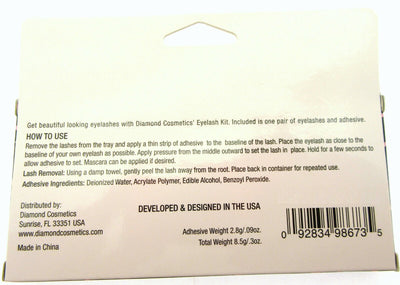 Get beautiful looking eyelashes with Diamond Cosmetics' Eyelash Kit. Included is one pair of eyelashes and adhesive.
HOW TO USE
Remove the lashes from the tray and apply a thin strip of adhesive to the baseline of the lash. Place the eyelash as close to the
baseline of your own eyelash as possible. Apply pressure from the middle outward to set the lash in place. Hold for a few seconds to
allow to set. Mascara can be applied if desired.
Lash Removal: Using a damp towel, gently peel the lash away from the root. Place back in container for repeated use.
Adhesive Ingredients: Deionized Water, Acrylate Polymer, Edible Alcohol, Benzoyl Peroxide.
Distributed by:
Diamond Cosmetics
Sunrise, FL 33351 USA
www.diamondcosmetics.com
Made in China
DEVELOPED & DESIGNED IN THE USA
Adhesive Weight 2.8g/.09oz.
Total Weight 8.5g/.3oz.
0 92834 98673 5